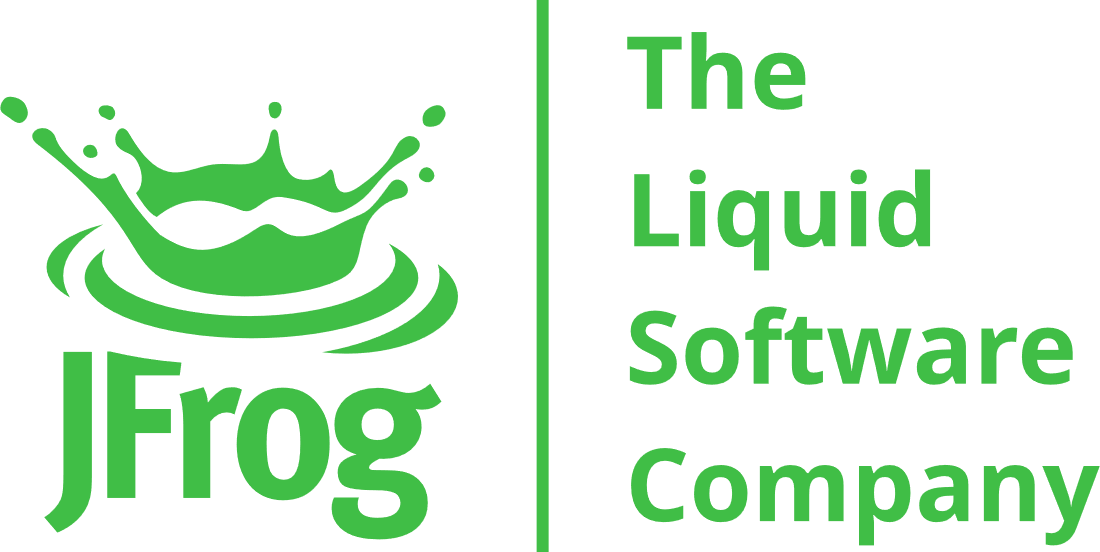 JFrog
The
Liquid
Software
Company